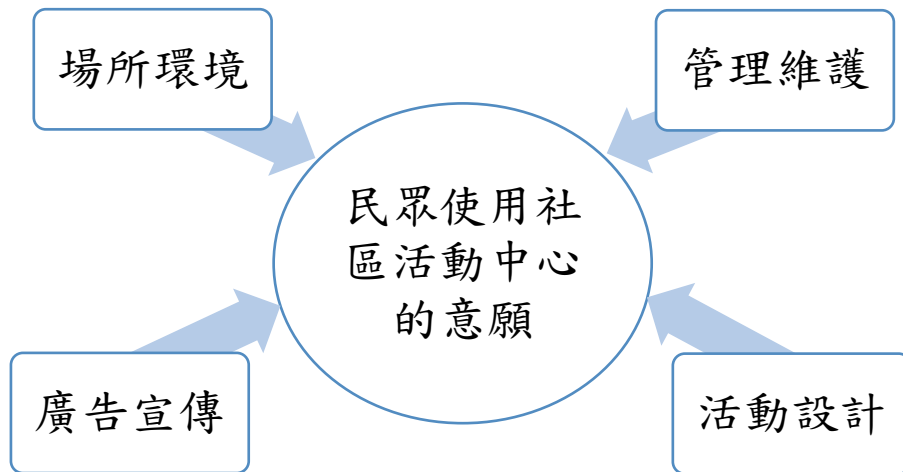 場所環境
管理維護
民眾使用社
區活動中心
的意願
廣告宣傳
活動設計